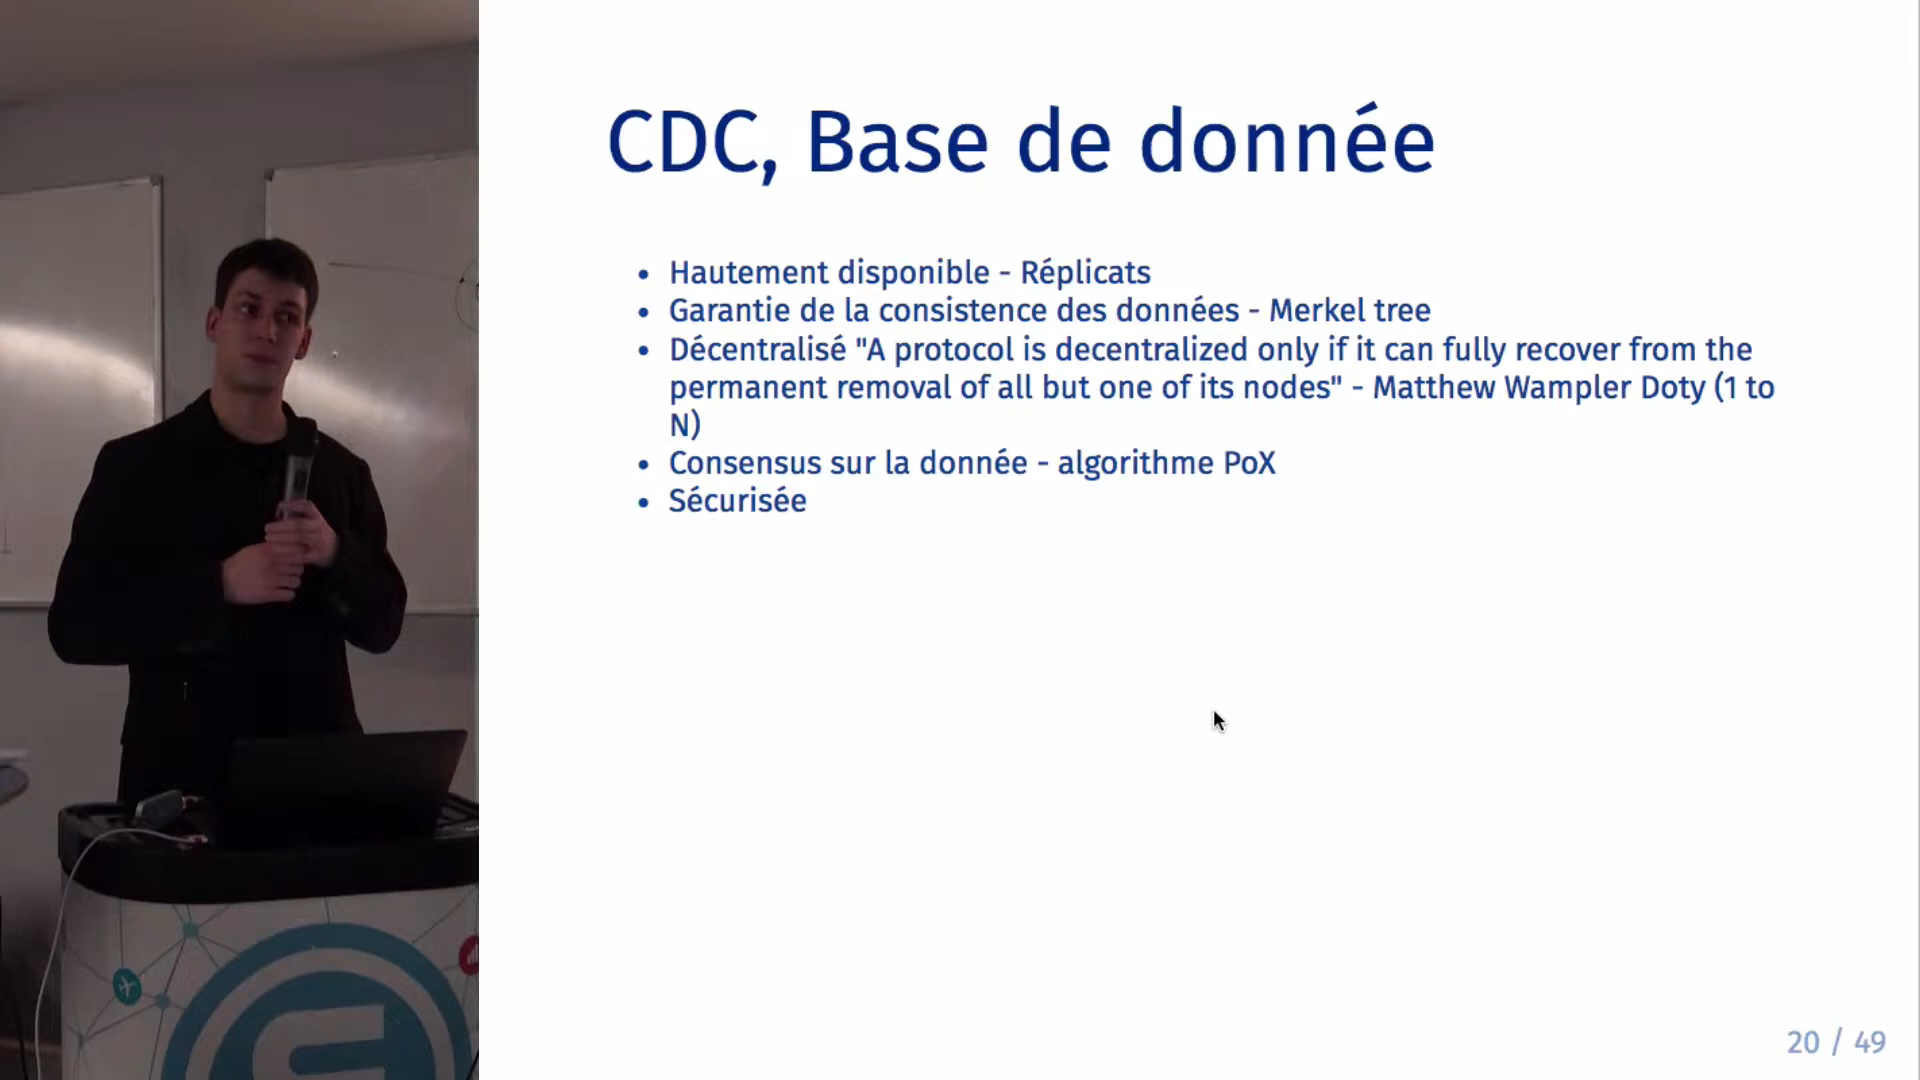 CDC, Base de donnée
• Hautement disponible - Réplicats
• Garantie de la consistence des données - Merkel tree
• Décentralisé "A protocol is decentralized only if it can fully recover from the
permanent removal of all but one of its nodes" - Matthew Wampler Doty (1 to
N)
• Consensus sur la donnée - algorithme PoX
• Sécurisée
20 / 49